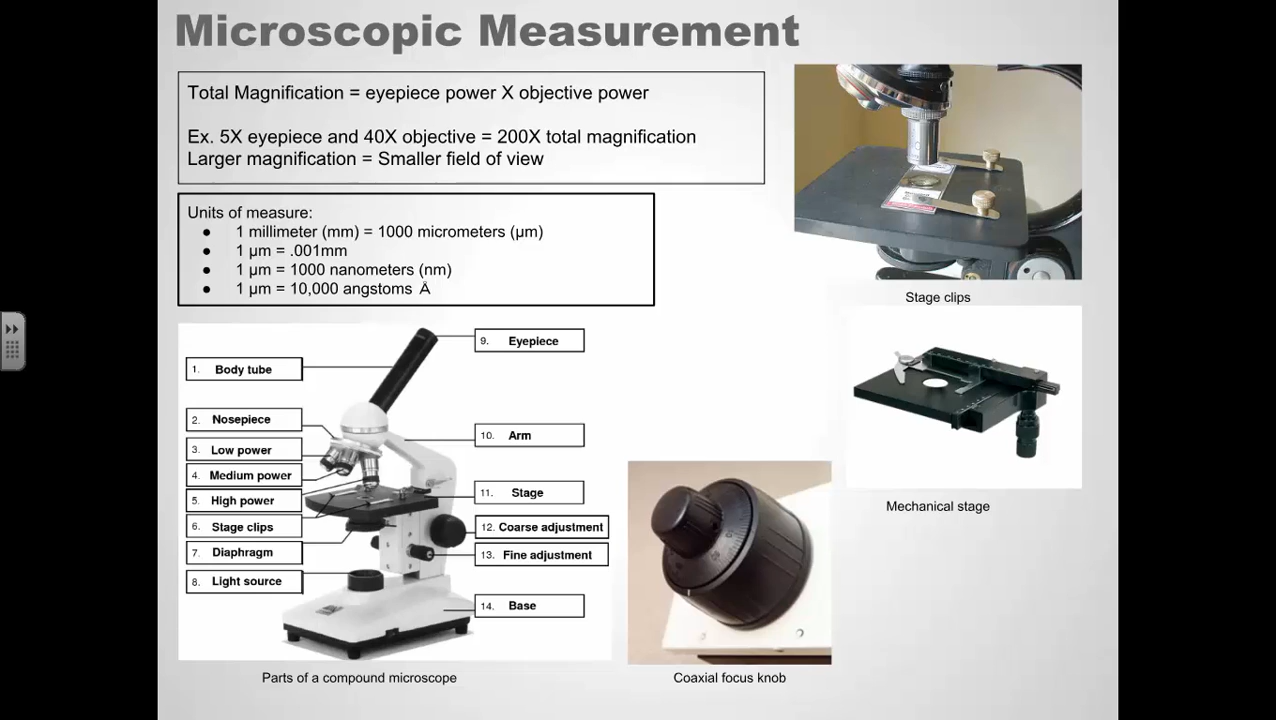 Microscopic Measurement
Total Magnification = eyepiece power X objective power
Ex. 5X eyepiece and 40X objective = 200X total magnification
Larger magnification = Smaller field of view
Units of measure:
● 1 millimeter (mm) = 1000 micrometers (µm)
● 1 µm = .001mm
● 1 µm = 1000 nanometers (nm)
● 1 µm = 10,000 angstoms Å
Stage clips
Mechanical stage
1. Body tube
2. Nosepiece
3. Low power
4. Medium power
5. High power
6. Stage clips
7. Diaphragm
8. Light source
9. Eyepiece
10. Arm
11. Stage
12. Coarse adjustment
13. Fine adjustment
14. Base
Parts of a compound microscope
Coaxial focus knob